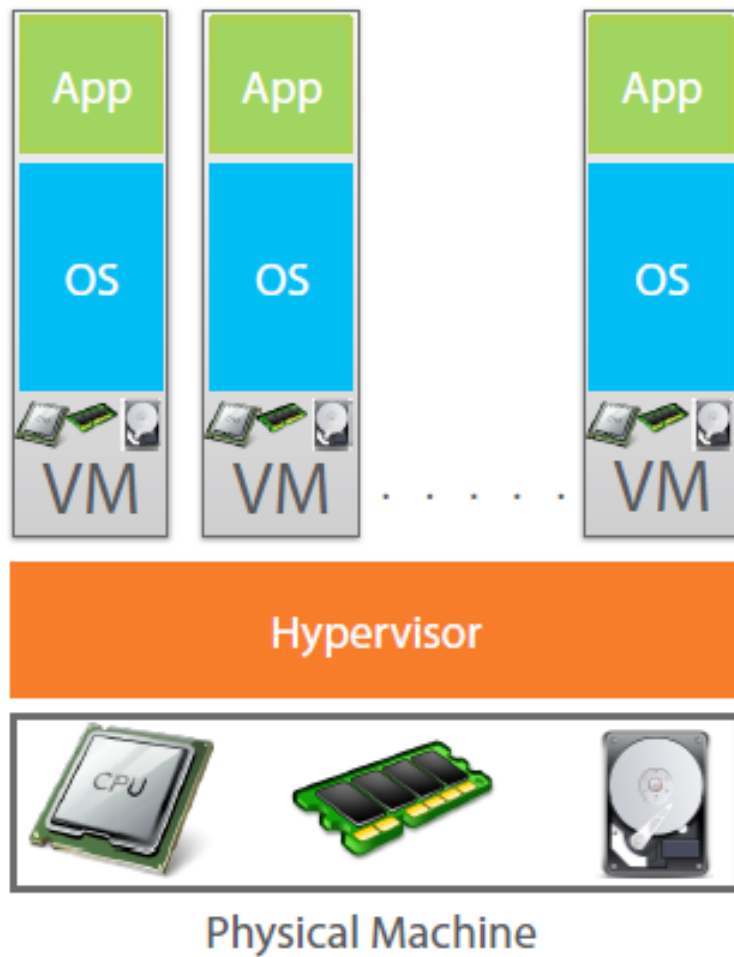 App App App
OS OS OS
VM VM . . . . . VM
Hypervisor
CPU
Physical Machine